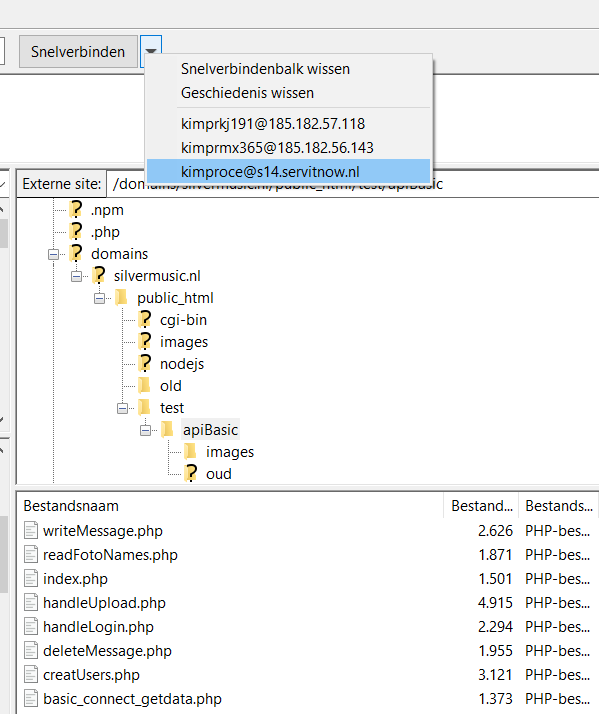 Snelverbinden
Snelverbindenbalk wissen
Geschiedenis wissen
kimprkj191@185.182.57.118
kimprmx365@185.182.56.143
kimproce@s14.servitnow.nl
Externe site: /domains/silvermusic.nl/public_html/test/apiBasic
.npm
.php
domains
silvermusic.nl
public_html
cgi-bin
images
nodejs
old
test
apiBasic
images
oud
Bestandsnaam Bestand... Bestands...
writeMessage.php 2.626 PHP-bes...
readFotoNames.php 1.871 PHP-bes...
index.php 1.501 PHP-bes...
handleUpload.php 4.915 PHP-bes...
handleLogin.php 2.294 PHP-bes...
deleteMessage.php 1.955 PHP-bes...
creatUsers.php 3.121 PHP-bes...
basic_connect_getdata.php 1.373 PHP-bes...